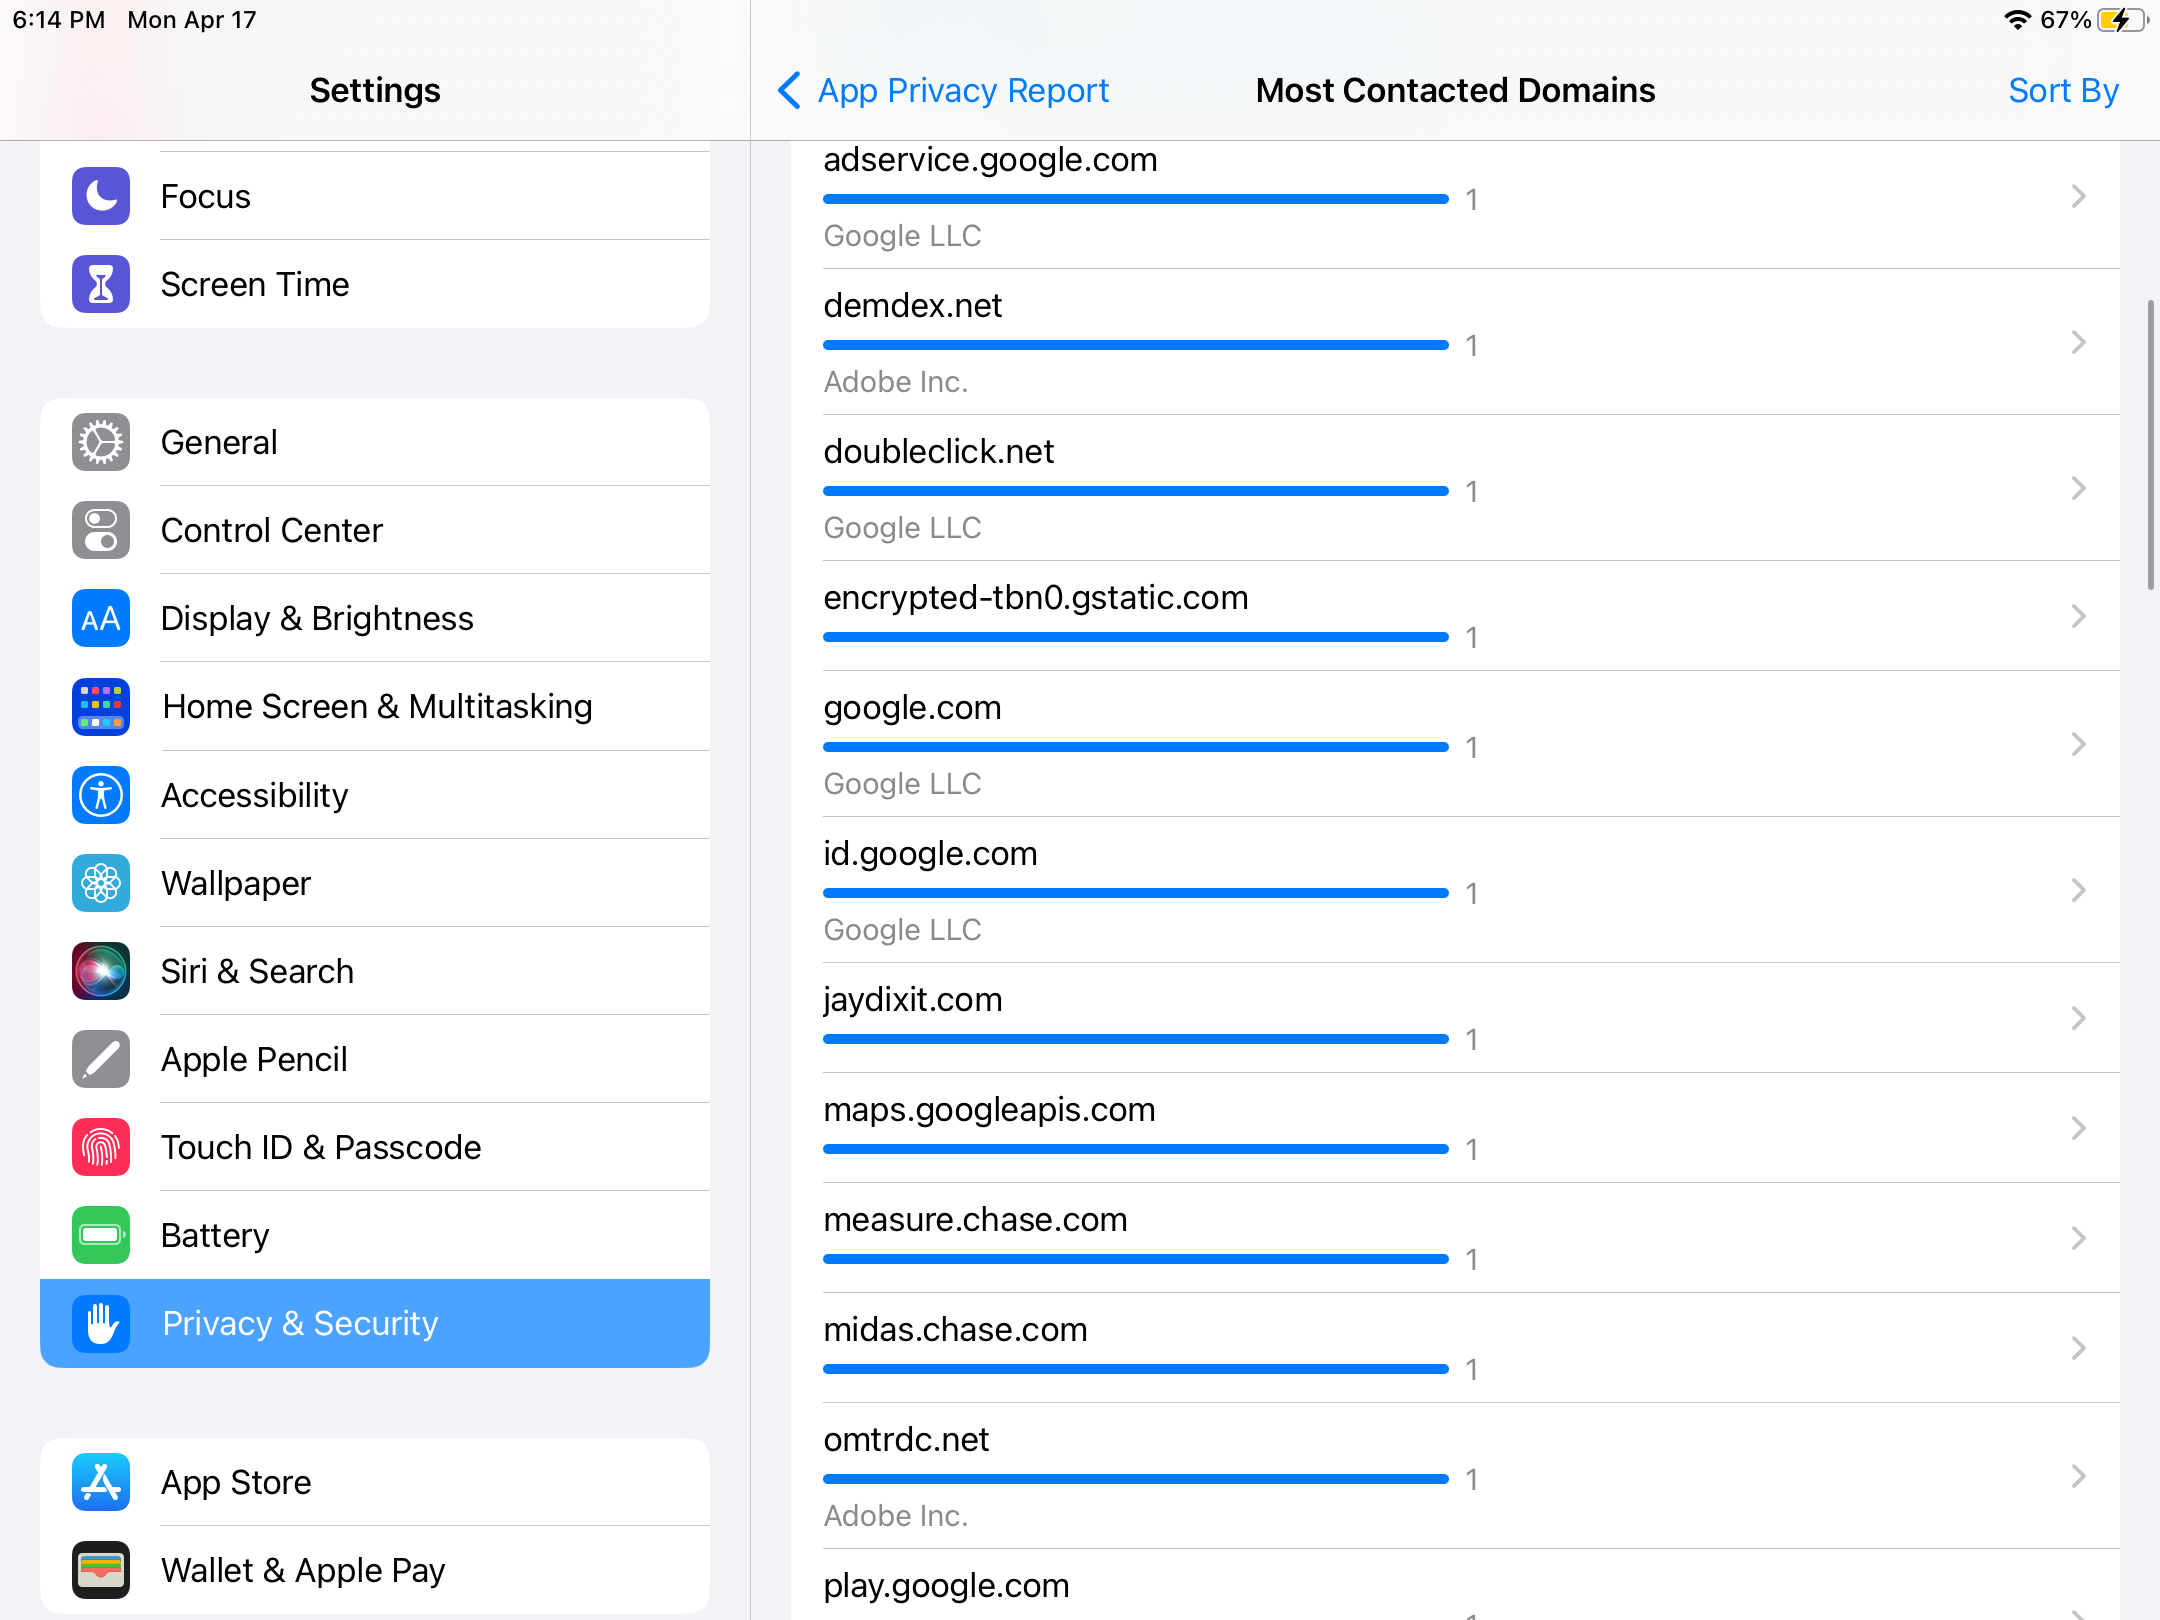 6:14 PM Mon Apr 17
67%
Settings
Focus
Screen Time
General
Control Center
AA Display & Brightness
Home Screen & Multitasking
Accessibility
Wallpaper
Siri & Search
Apple Pencil
Touch ID & Passcode
Battery
Privacy & Security
App Store
Wallet & Apple Pay
App Privacy Report
Most Contacted Domains
Sort By
adservice.google.com
1
Google LLC
demdex.net
1
Adobe Inc.
doubleclick.net
1
Google LLC
encrypted-tbn0.gstatic.com
1
google.com
1
Google LLC
id.google.com
1
Google LLC
jaydixit.com
1
maps.googleapis.com
1
measure.chase.com
1
midas.chase.com
1
omtrdc.net
1
Adobe Inc.
play.google.com